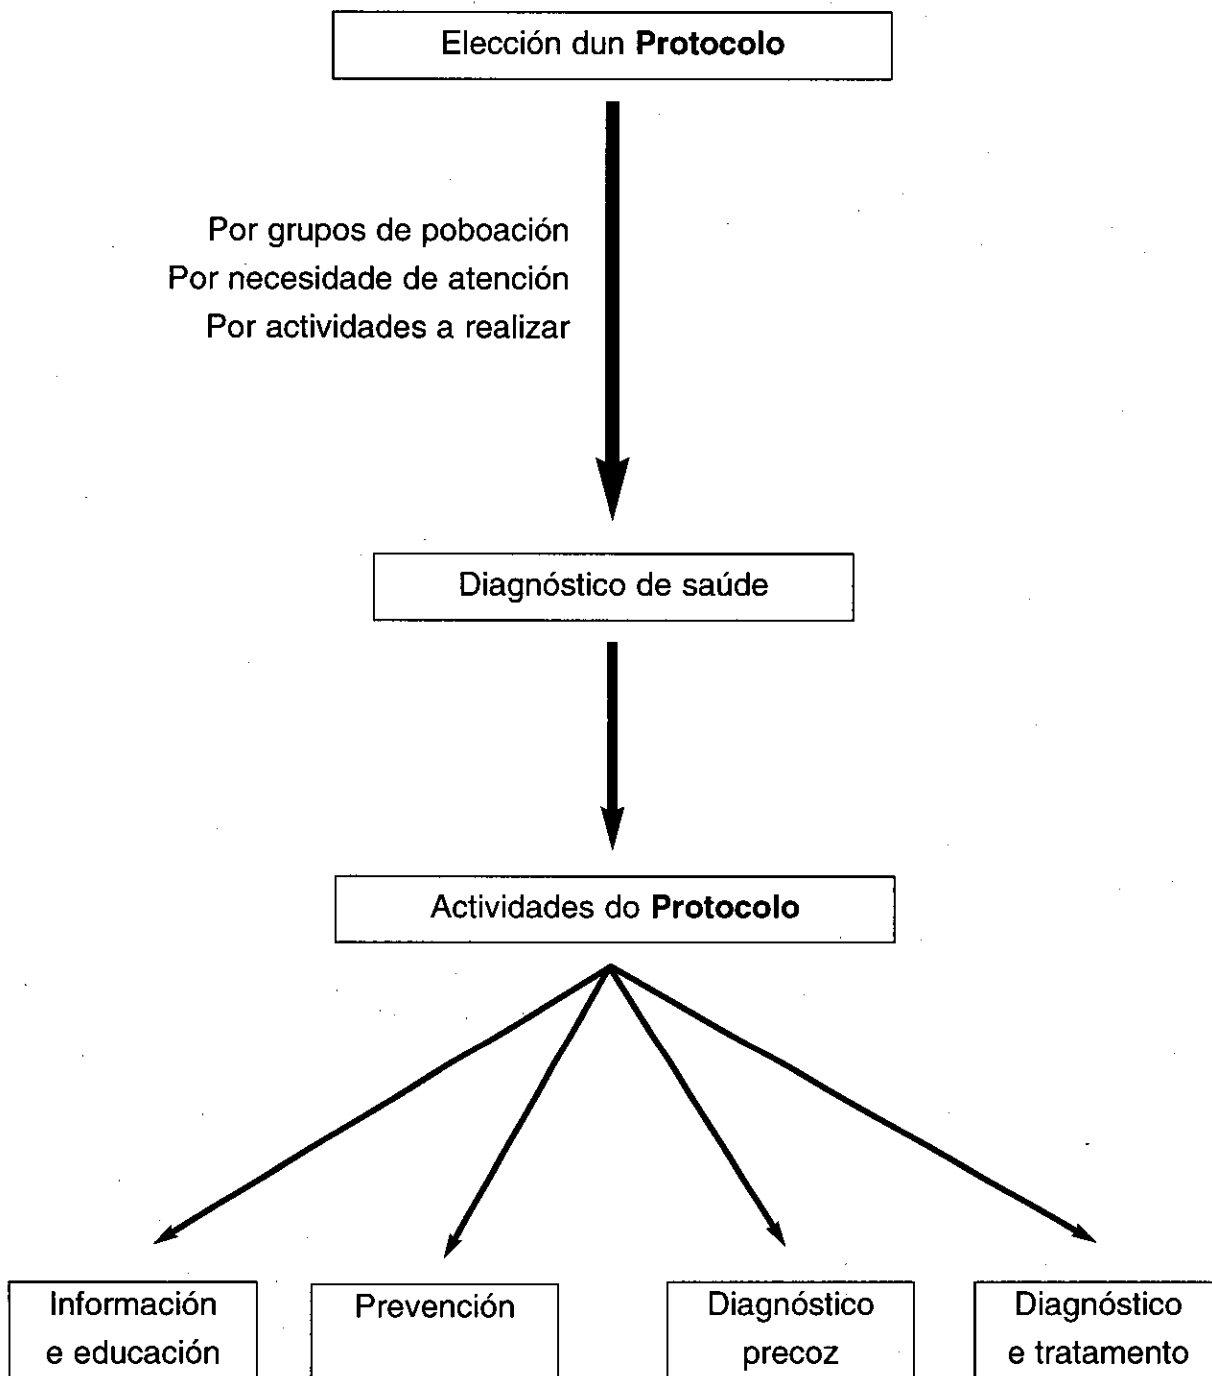 Elección dun Protocolo
Por grupos de poboación
Por necesidade de atención
Por actividades a realizar
Diagnóstico de saúde
Actividades do Protocolo
Información
e educación
Prevención
Diagnóstico
precoz
Diagnóstico
e tratamento